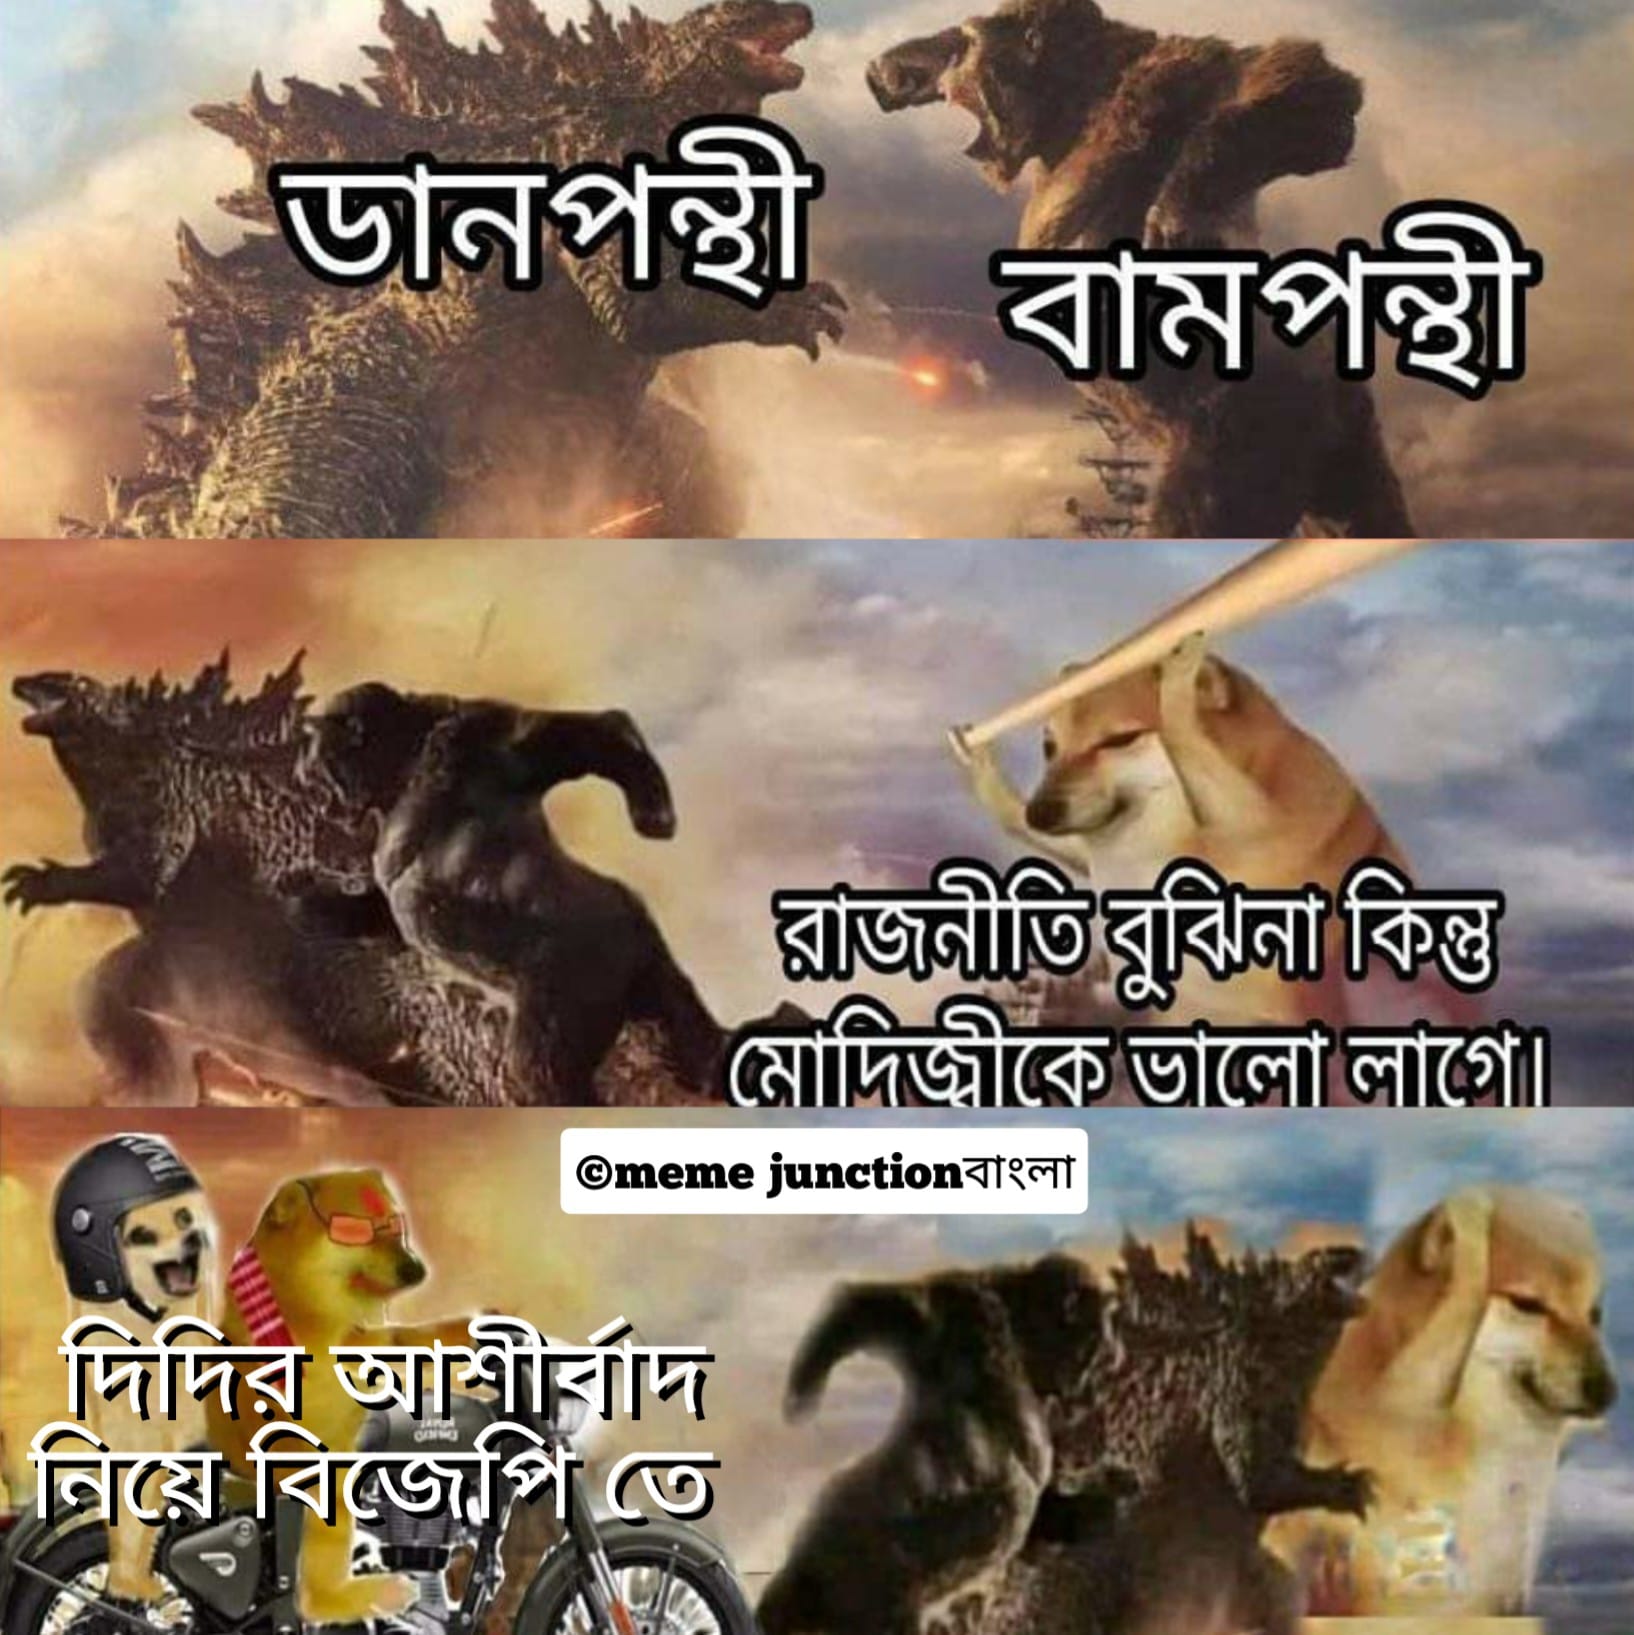 ডানপন্থী
বামপন্থী
রাজনীতি বুঝিনা কিন্তু
মোদিজীকে ভালো লাগে।
©meme junctionবাংলা
দিদির আশীর্বাদ
নিয়ে বিজেপি তে